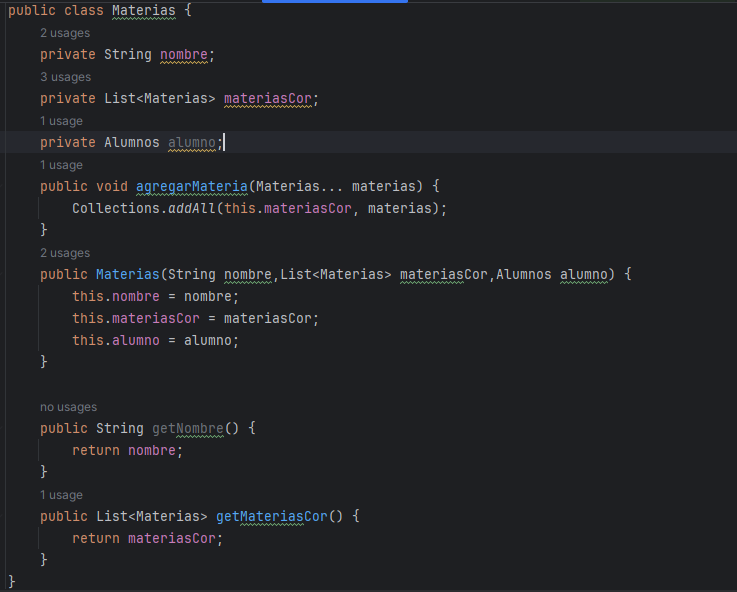 public class Materias {
2 usages
private String nombre;
3 usages
private List<Materias> materiasCor;
1 usage
private Alumnos alumno;
1 usage
public void agregarMateria(Materias... materias) {
Collections.addAll(this.materiasCor, materias);
}
2 usages
public Materias(String nombre,List<Materias> materiasCor,Alumnos alumno) {
this.nombre = nombre;
this.materiasCor = materiasCor;
this.alumno = alumno;
}
no usages
public String getNombre() {
return nombre;
}
1 usage
public List<Materias> getMateriasCor() {
return materiasCor;
}
}